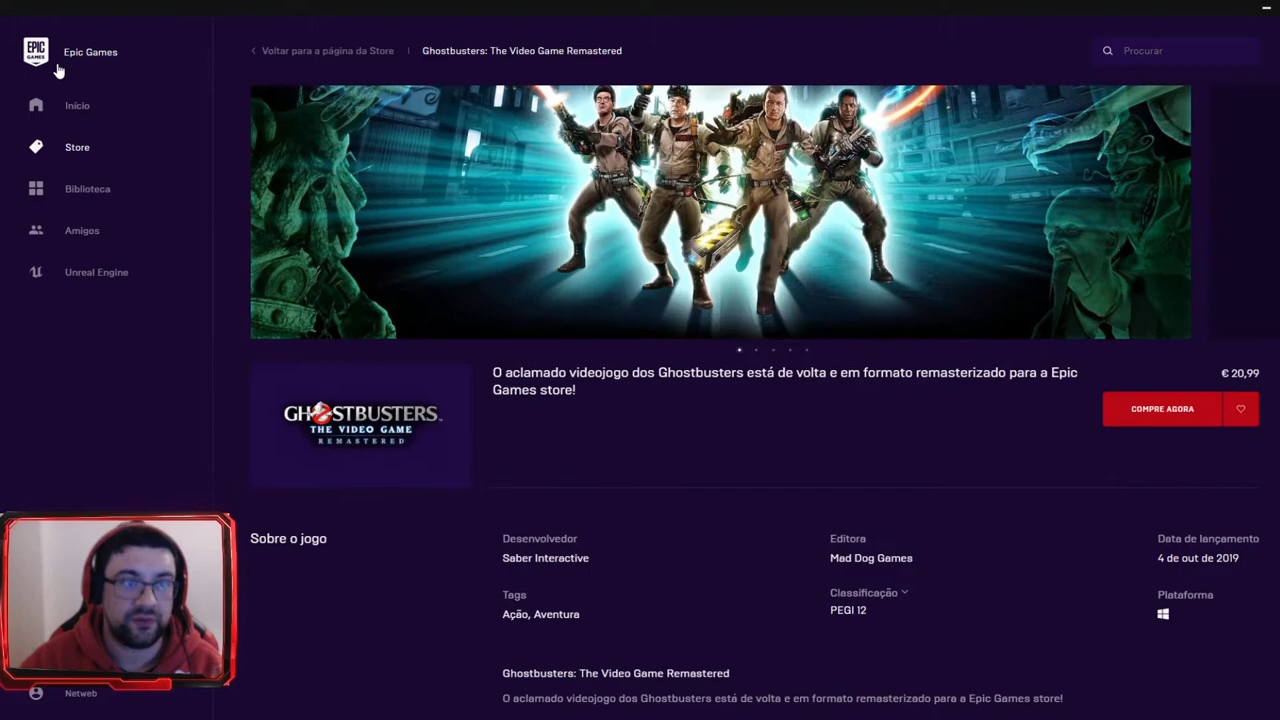 EPIC
GAMES
Epic Games
Voltar para a página da Store
Ghostbusters: The Video Game Remastered
Procurar
Início
Store
Biblioteca
Amigos
Unreal Engine
O aclamado videojogo dos Ghostbusters está de volta e em formato remasterizado para a Epic
Games store!
€ 20,99
COMPRE AGORA
GHOSTBUSTERS
THE VIDEO GAME
REMASTERED
Sobre o jogo
Desenvolvedor
Saber Interactive
Editora
Mad Dog Games
Data de lançamento
4 de out de 2019
Tags
Ação, Aventura
Classificação
PEGI 12
Plataforma
Ghostbusters: The Video Game Remastered
O aclamado videojogo dos Ghostbusters está de volta e em formato remasterizado para a Epic Games store!
Netweb